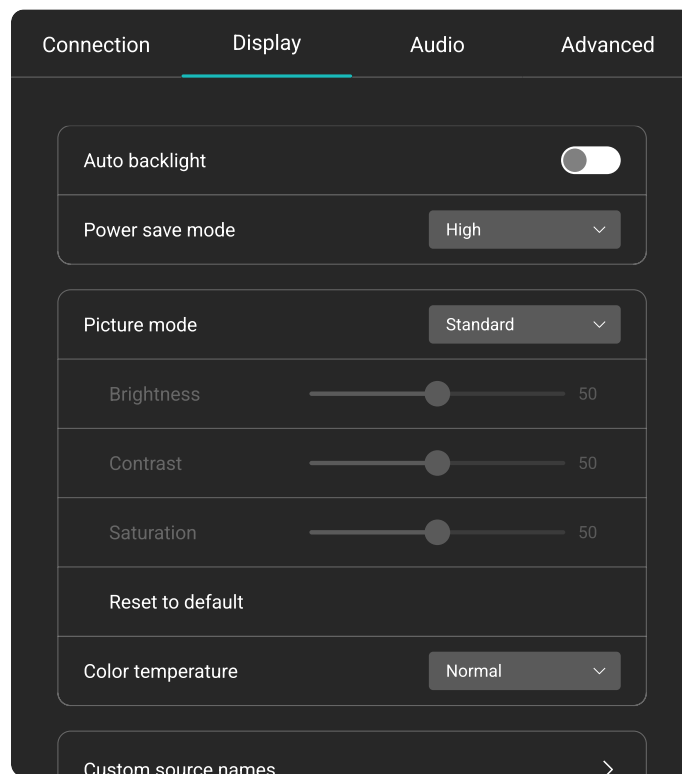 Connection Display Audio Advanced
Auto backlight
Power save mode High
Picture mode Standard
Brightness 50
Contrast 50
Saturation 50
Reset to default
Color temperature Normal
Custom source names